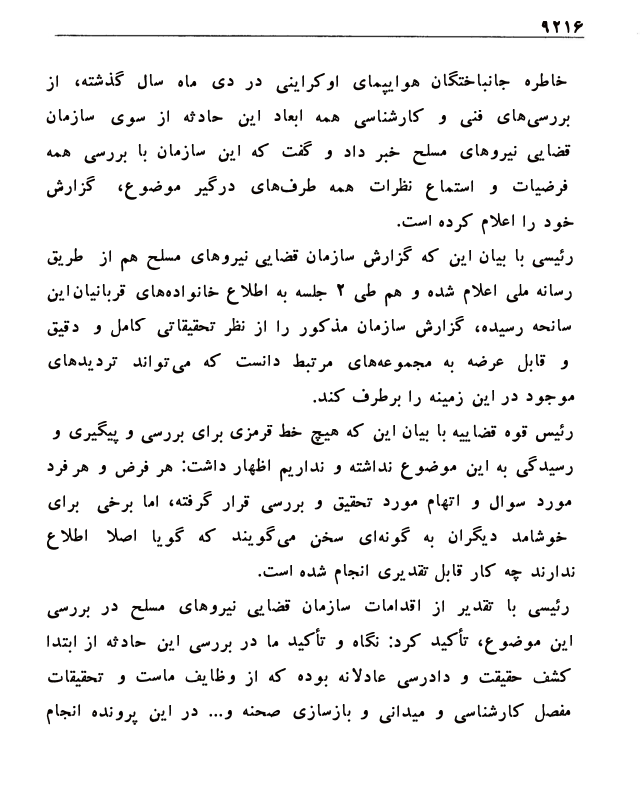 ۹۲۱۶
خاطره جانباختگان هواپیمای اوکراینی در دی ماه سال گذشته، از
بررسی‌های فنی و کارشناسی همه ابعاد این حادثه از سوی سازمان
قضایی نیروهای مسلح خبر داد و گفت که این سازمان با بررسی همه
فرضیات و استماع نظرات همه طرف‌های درگیر موضوع، گزارش
خود را اعلام کرده است.
رئیسی با بیان این که گزارش سازمان قضایی نیروهای مسلح هم از طریق
رسانه ملی اعلام شده و هم طی ۲ جلسه به اطلاع خانواده‌های قربانیان این
سانحه رسیده، گزارش سازمان مذکور را از نظر تحقیقاتی کامل و دقیق
و قابل عرضه به مجموعه‌های مرتبط دانست که می‌تواند تردیدهای
موجود در این زمینه را برطرف کند.
رئیس قوه قضاییه با بیان این که هیچ خط قرمزی برای بررسی و پیگیری و
رسیدگی به این موضوع نداشته و نداریم اظهار داشت: هر فرض و هر فرد
مورد سوال و اتهام مورد تحقیق و بررسی قرار گرفته، اما برخی برای
خوشامد دیگران به گونه‌ای سخن می‌گویند که گویا اصلا اطلاع
ندارند چه کار قابل تقدیری انجام شده است.
رئیسی با تقدیر از اقدامات سازمان قضایی نیروهای مسلح در بررسی
این موضوع، تأکید کرد: نگاه و تأکید ما در بررسی این حادثه از ابتدا
کشف حقیقت و دادرسی عادلانه بوده که از وظایف ماست و تحقیقات
مفصل کارشناسی و میدانی و بازسازی صحنه و... در این پرونده انجام